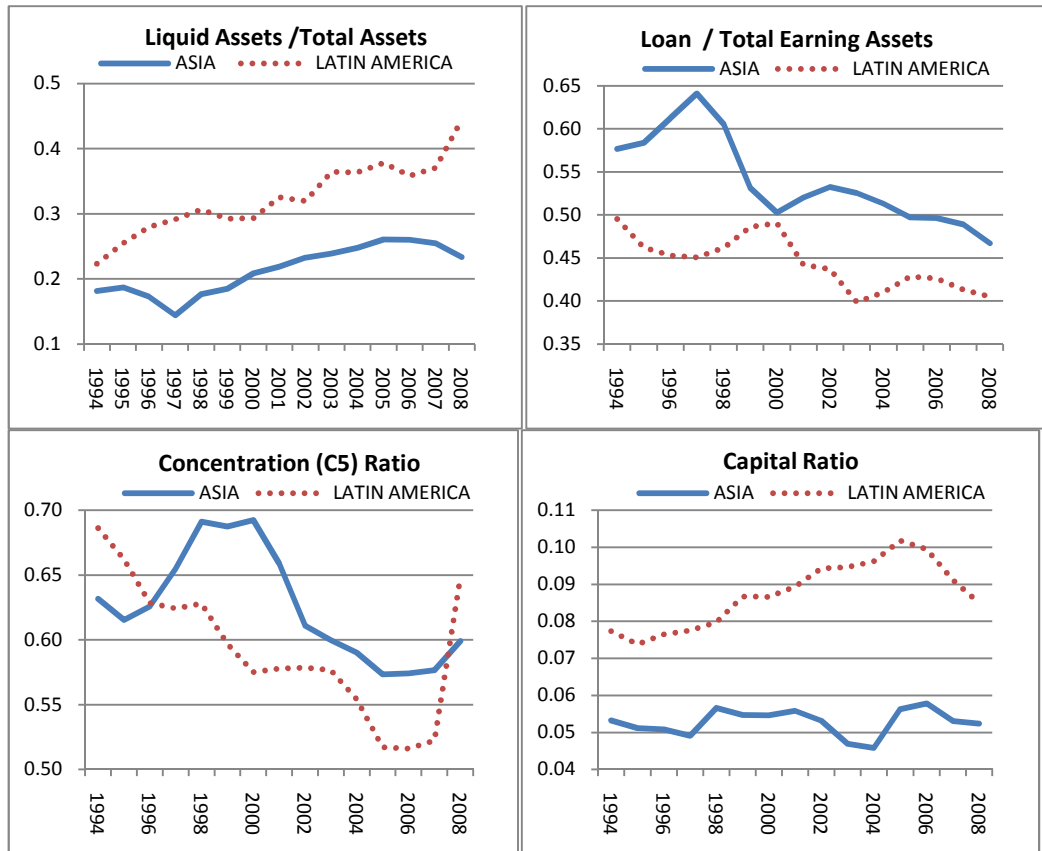 Liquid Assets /Total Assets
ASIA LATIN AMERICA
0.5
0.4
0.3
0.2
0.1
1994 1995 1996 1997 1998 1999 2000 2001 2002 2003 2004 2005 2006 2007 2008
Loan / Total Earning Assets
ASIA LATIN AMERICA
0.65
0.60
0.55
0.50
0.45
0.40
0.35
1994 1996 1998 2000 2002 2004 2006 2008
Concentration (C5) Ratio
ASIA LATIN AMERICA
0.70
0.65
0.60
0.55
0.50
1994 1996 1998 2000 2002 2004 2006 2008
Capital Ratio
ASIA LATIN AMERICA
0.11
0.10
0.09
0.08
0.07
0.06
0.05
0.04
1994 1996 1998 2000 2002 2004 2006 2008